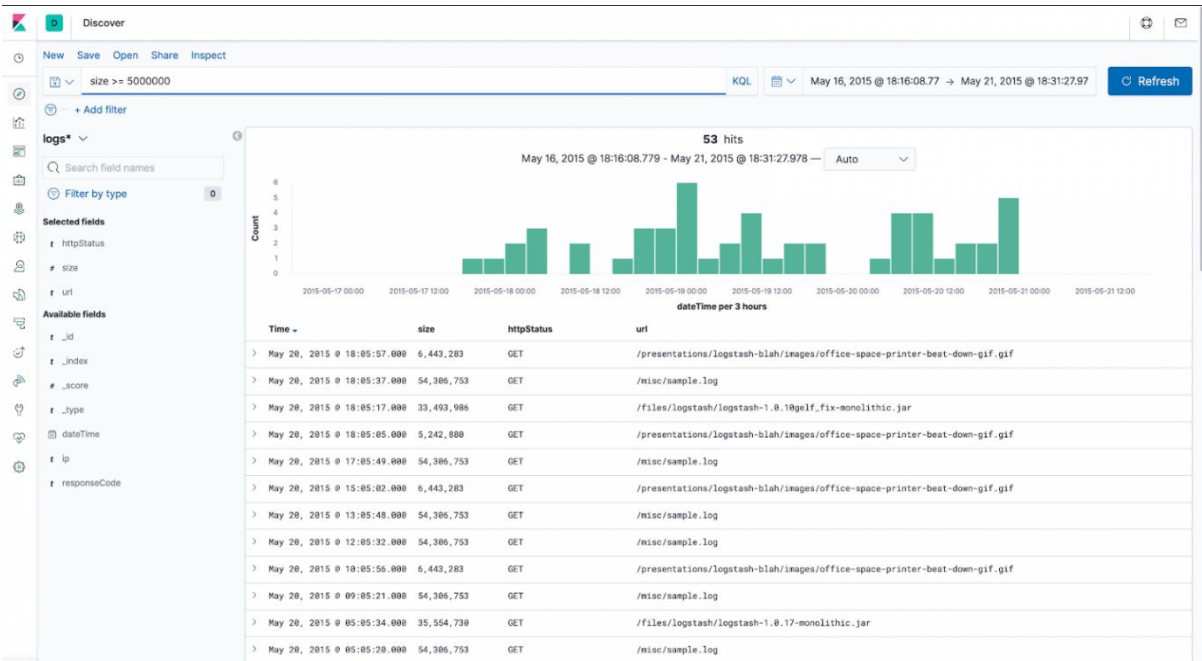 D Discover
New Save Open Share Inspect
size >= 5000000 KQL May 16, 2015 @ 18:16:08.77 → May 21, 2015 @ 18:31:27.97 Refresh
+ Add filter
logs*
Search field names
Filter by type 0
Selected fields
t httpStatus
# size
t url
Available fields
t _id
t _index
# _score
t _type
dateTime
t ip
t responseCode
53 hits
May 16, 2015 @ 18:16:08.779 - May 21, 2015 @ 18:31:27.978 — Auto
Count
6
5
4
3
2
1
0
2015-05-17 00:00 2015-05-17 12:00 2015-05-18 00:00 2015-05-18 12:00 2015-05-19 00:00 2015-05-19 12:00 2015-05-20 00:00 2015-05-20 12:00 2015-05-21 00:00 2015-05-21 12:00
dateTime per 3 hours
Time size httpStatus url
May 20, 2015 @ 18:05:57.000 6,443,283 GET /presentations/logstash-blah/images/office-space-printer-beat-down-gif.gif
May 20, 2015 @ 18:05:37.000 54,306,753 GET /misc/sample.log
May 20, 2015 @ 18:05:17.000 33,493,986 GET /files/logstash/logstash-1.0.10gelf_fix-monolithic.jar
May 20, 2015 @ 18:05:05.000 5,242,880 GET /presentations/logstash-blah/images/office-space-printer-beat-down-gif.gif
May 20, 2015 @ 17:05:49.000 54,306,753 GET /misc/sample.log
May 20, 2015 @ 15:05:02.000 6,443,283 GET /presentations/logstash-blah/images/office-space-printer-beat-down-gif.gif
May 20, 2015 @ 13:05:48.000 54,306,753 GET /misc/sample.log
May 20, 2015 @ 12:05:32.000 54,306,753 GET /misc/sample.log
May 20, 2015 @ 10:05:56.000 6,443,283 GET /presentations/logstash-blah/images/office-space-printer-beat-down-gif.gif
May 20, 2015 @ 09:05:21.000 54,306,753 GET /misc/sample.log
May 20, 2015 @ 05:05:34.000 35,554,730 GET /files/logstash/logstash-1.0.17-monolithic.jar
May 20, 2015 @ 05:05:20.000 54,306,753 GET /misc/sample.log